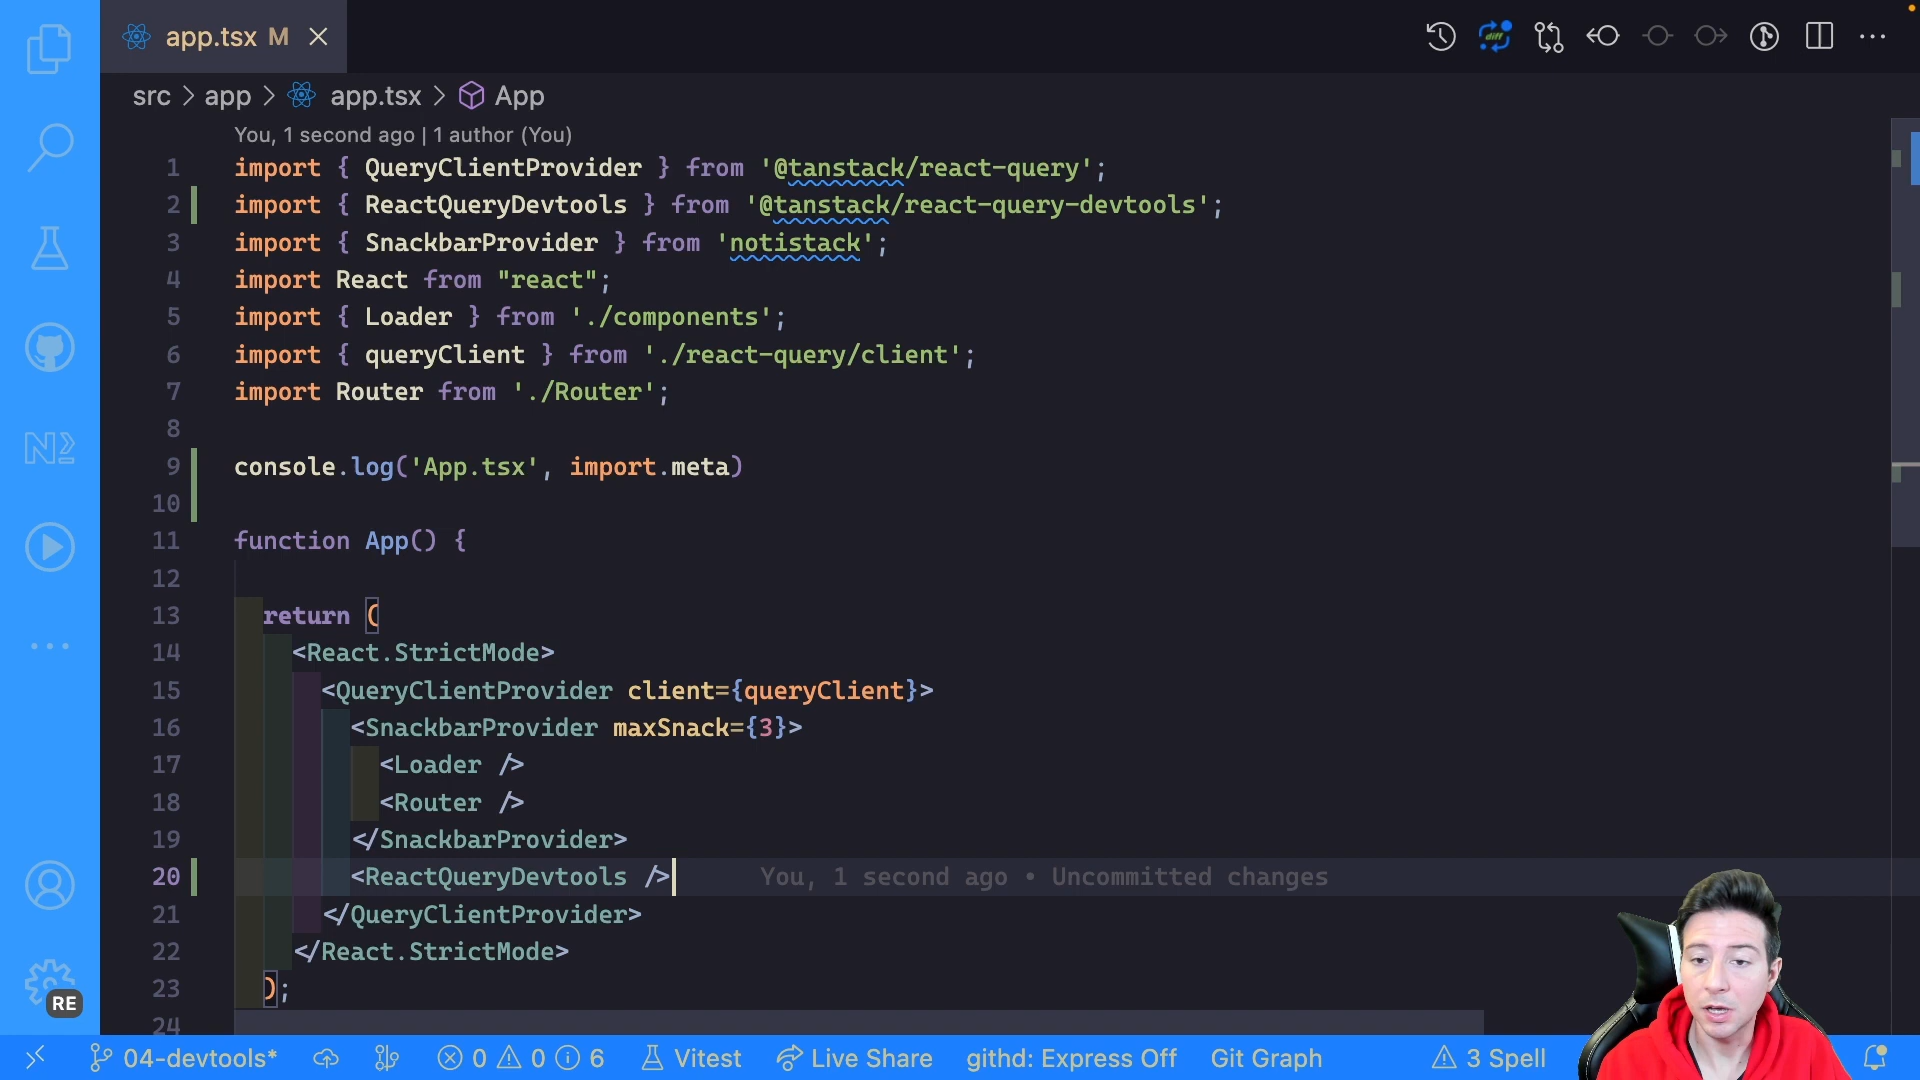 app.tsx M
diff
src > app > app.tsx > App
You, 1 second ago | 1 author (You)
1 import { QueryClientProvider } from '@tanstack/react-query';
2 import { ReactQueryDevtools } from '@tanstack/react-query-devtools';
3 import { SnackbarProvider } from 'notistack';
4 import React from "react";
5 import { Loader } from './components';
6 import { queryClient } from './react-query/client';
7 import Router from './Router';
8
9 console.log('App.tsx', import.meta)
10
11 function App() {
12
13 return (
14 <React.StrictMode>
15 <QueryClientProvider client={queryClient}>
16 <SnackbarProvider maxSnack={3}>
17 <Loader />
18 <Router />
19 </SnackbarProvider>
20 <ReactQueryDevtools /> You, 1 second ago • Uncommitted changes
21 </QueryClientProvider>
22 </React.StrictMode>
23 );
24
RE
04-devtools* 0 0 6 Vitest Live Share githd: Express Off Git Graph 3 Spell